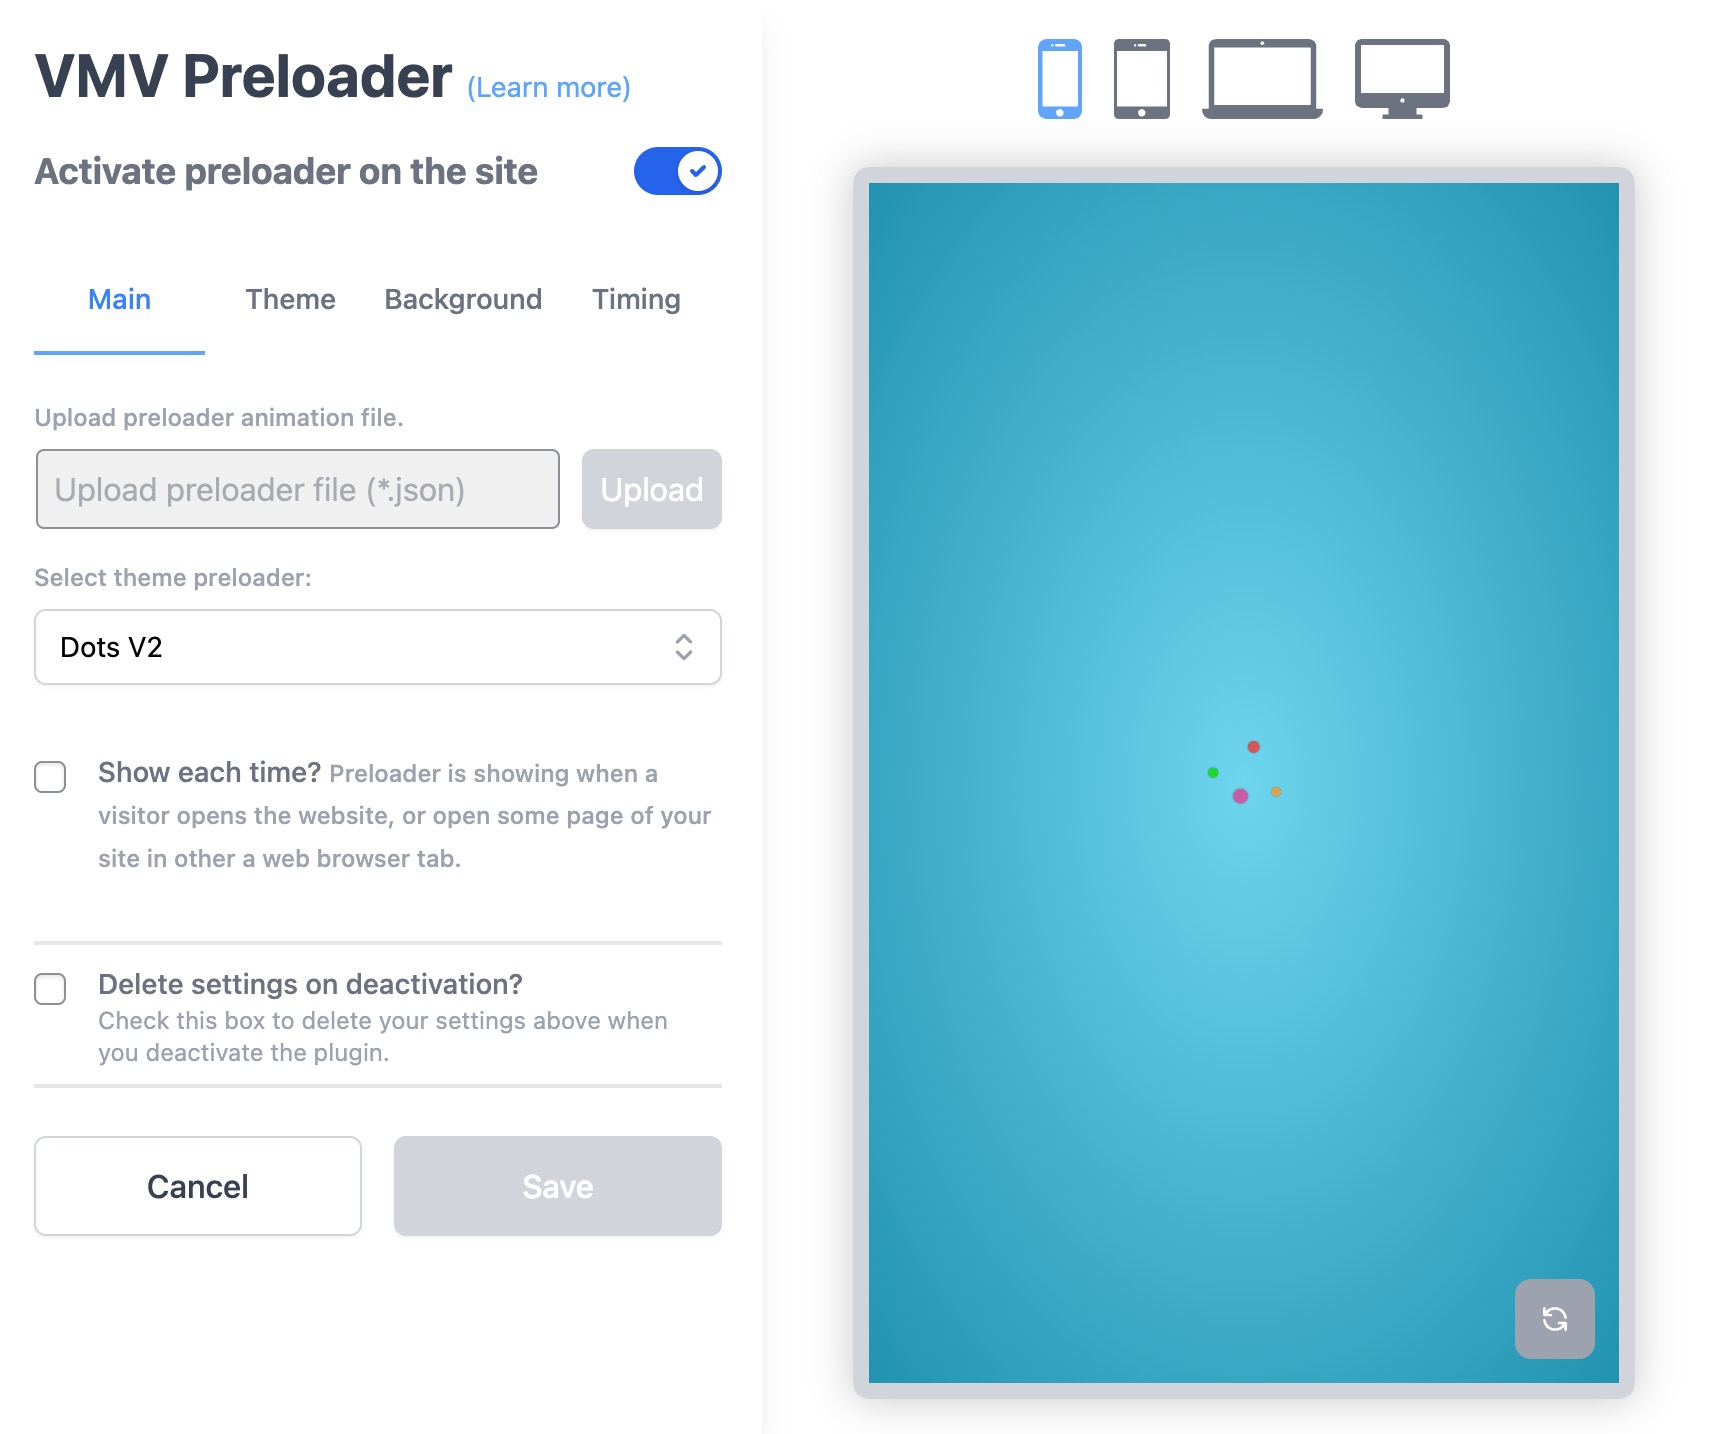 VMV Preloader (Learn more)
Activate preloader on the site
Main Theme Background Timing
Upload preloader animation file.
Upload preloader file (*.json) Upload
Select theme preloader:
Dots V2
Show each time? Preloader is showing when a
visitor opens the website, or open some page of your
site in other a web browser tab.
Delete settings on deactivation?
Check this box to delete your settings above when
you deactivate the plugin.
Cancel Save